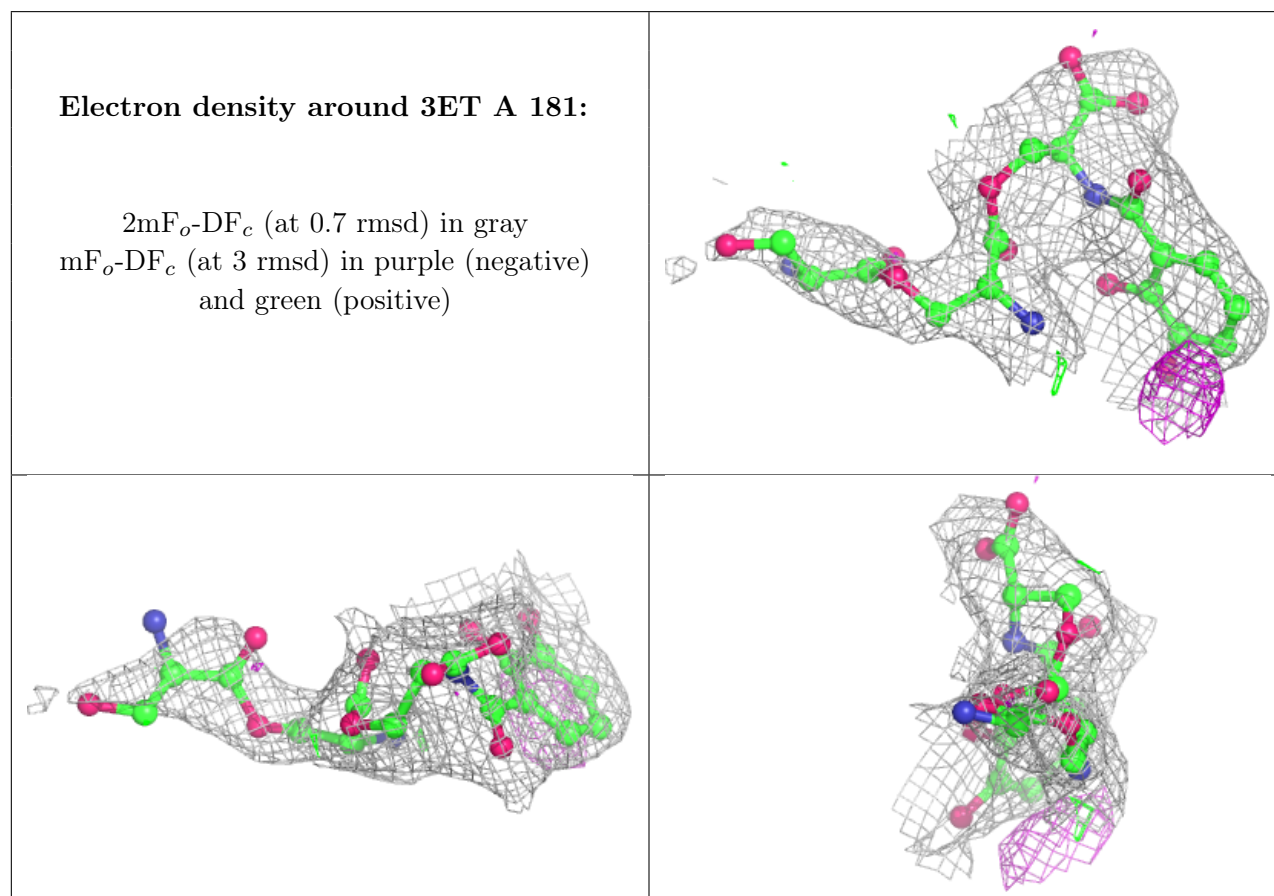 Electron density around 3ET A 181:
2mFo-DFc (at 0.7 rmsd) in gray
mFo-DFc (at 3 rmsd) in purple (negative)
and green (positive)